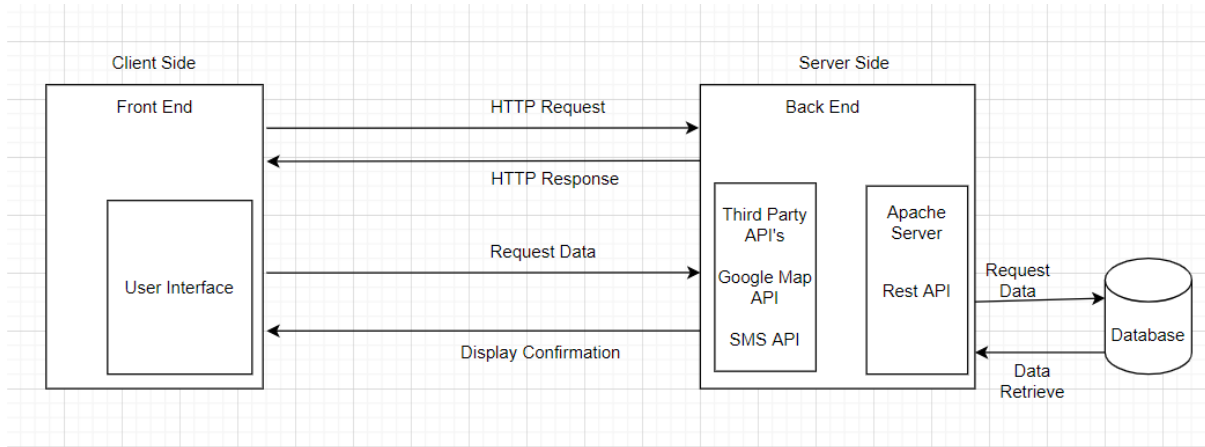 Client Side
Server Side
Front End
HTTP Request
Back End
HTTP Response
Third Party
API's
Google Map
API
SMS API
Apache
Server
Rest API
User Interface
Request Data
Display Confirmation
Request
Data
Database
Data
Retrieve